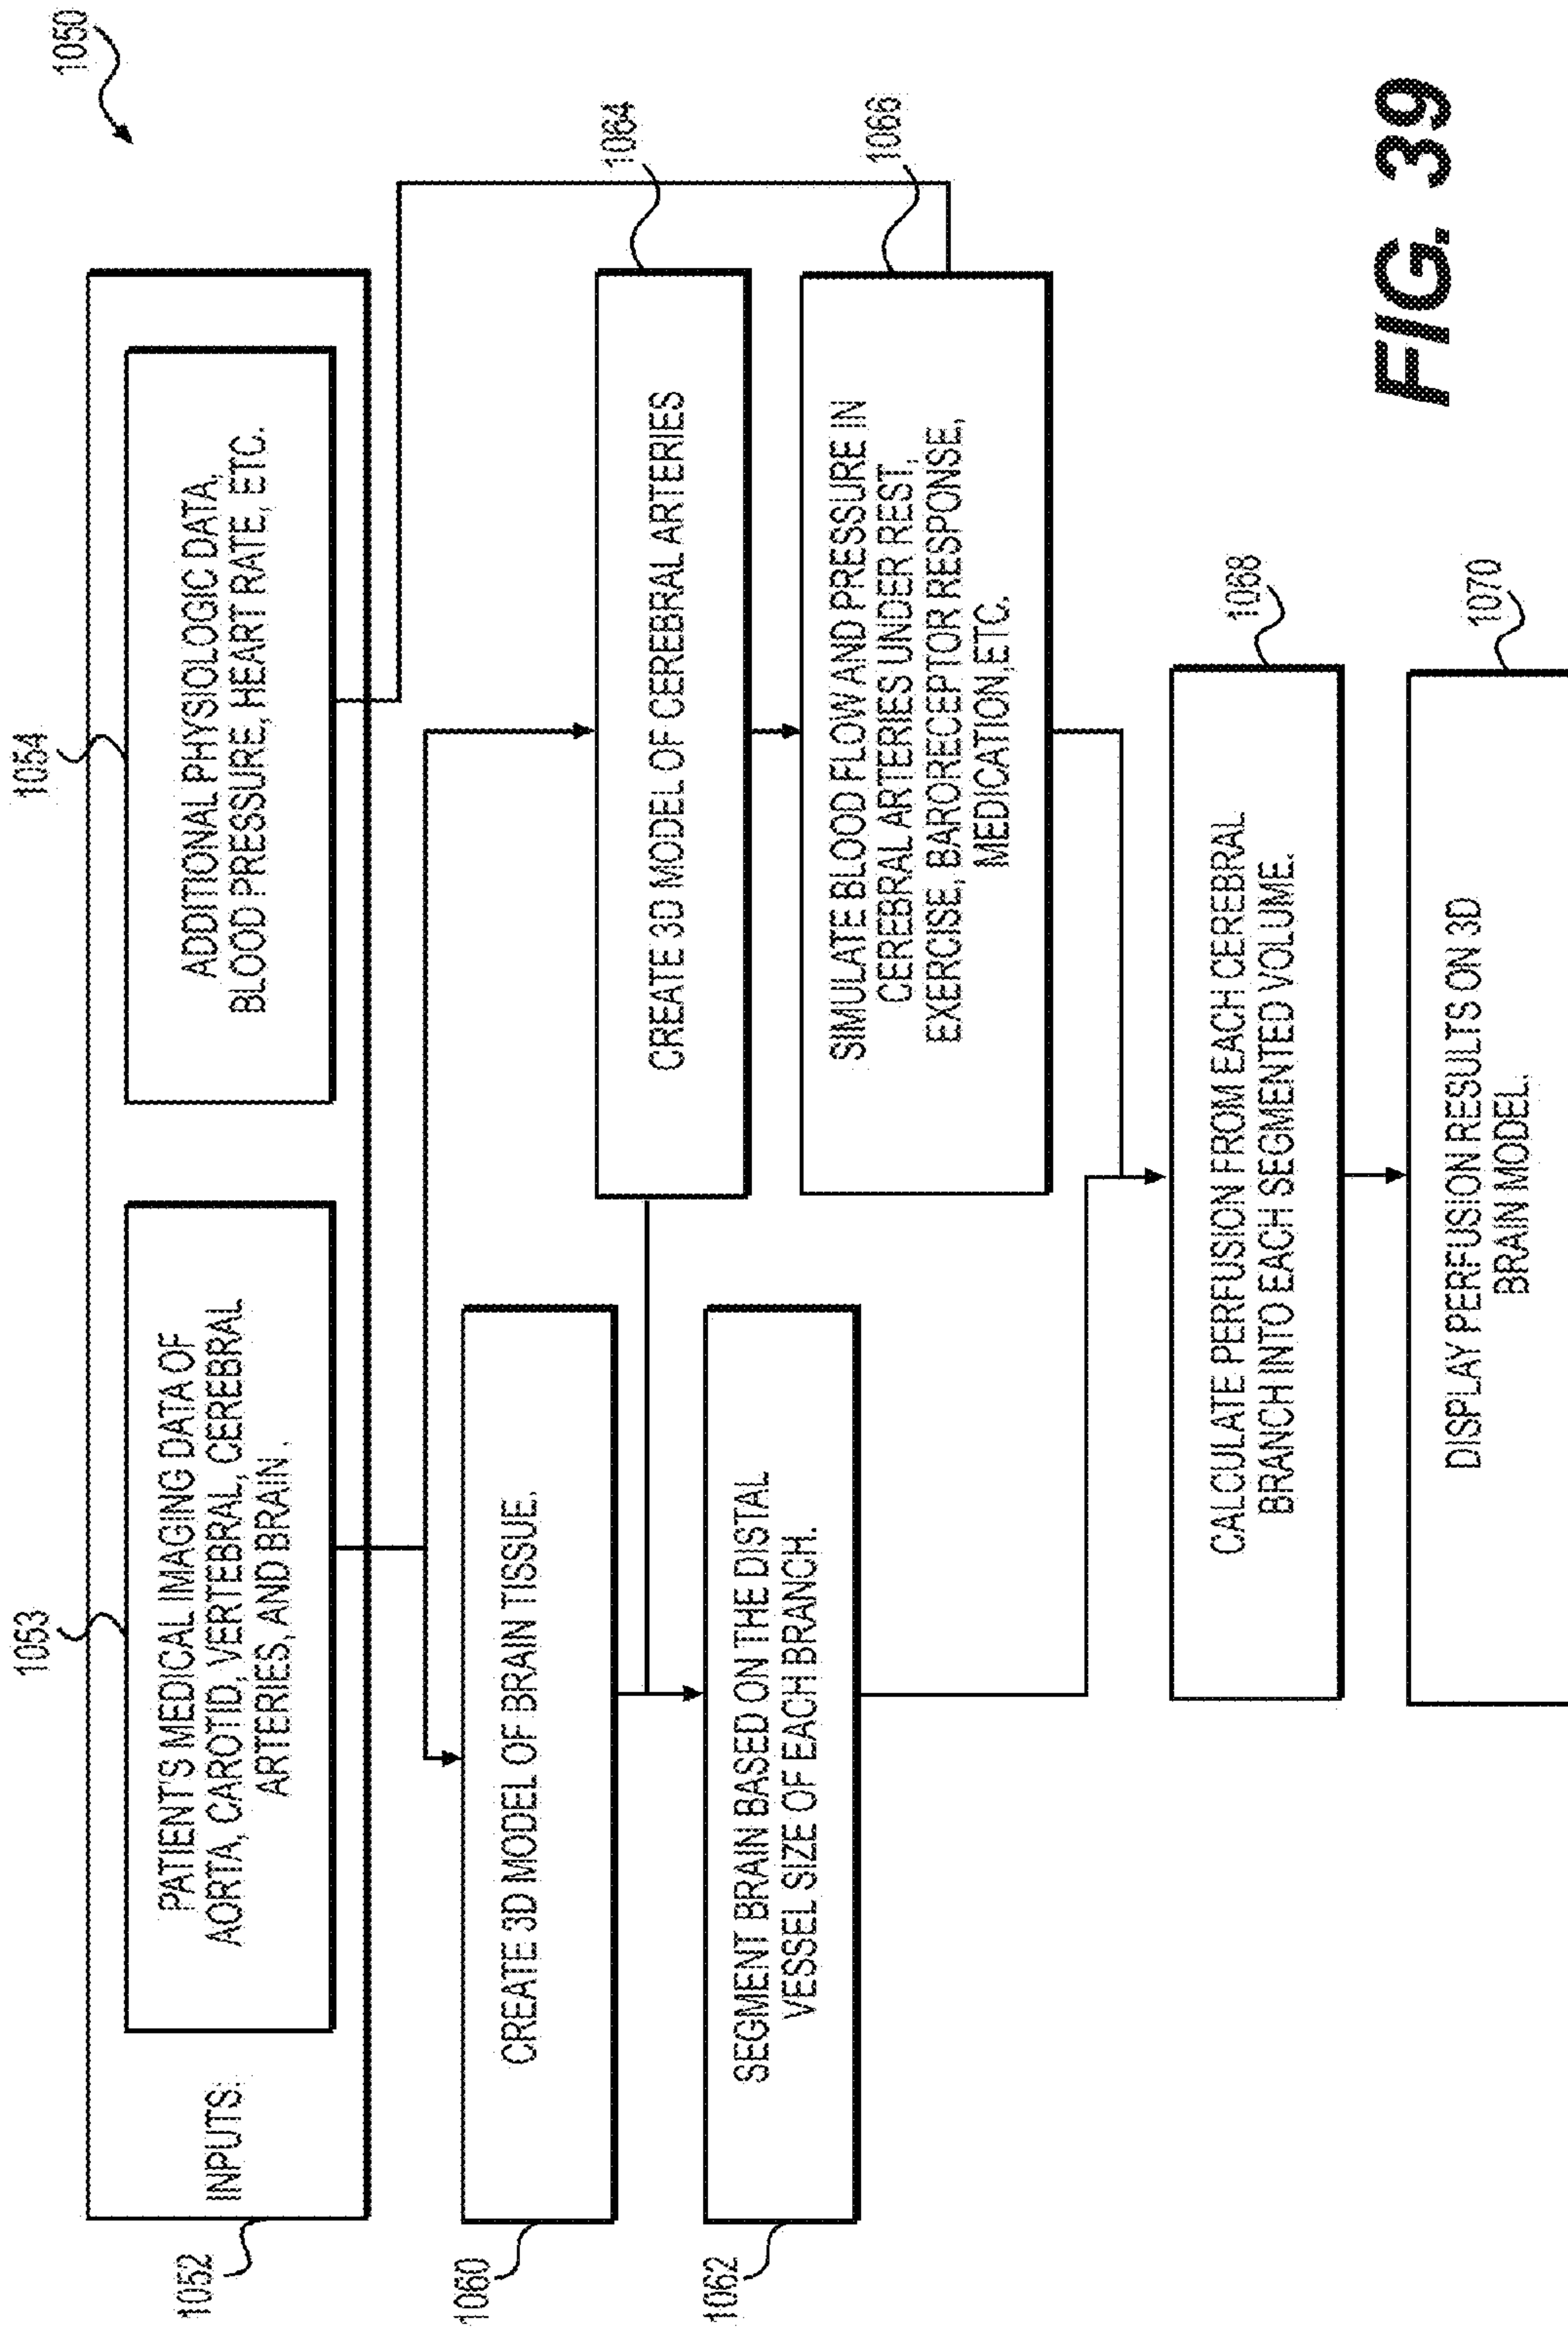 1050
1052
INPUTS:
1053
PATIENT'S MEDICAL IMAGING DATA OF
AORTA, CAROTID, VERTEBRAL, CEREBRAL
ARTERIES, AND BRAIN.
1054
ADDITIONAL PHYSIOLOGIC DATA,
BLOOD PRESSURE, HEART RATE, ETC.
1060
CREATE 3D MODEL OF BRAIN TISSUE.
1064
CREATE 3D MODEL OF CEREBRAL ARTERIES
1062
SEGMENT BRAIN BASED ON THE DISTAL
VESSEL SIZE OF EACH BRANCH.
1066
SIMULATE BLOOD FLOW AND PRESSURE IN
CEREBRAL ARTERIES UNDER REST,
EXERCISE, BARORECEPTOR RESPONSE,
MEDICATION,ETC.
1068
CALCULATE PERFUSION FROM EACH CEREBRAL
BRANCH INTO EACH SEGMENTED VOLUME.
1070
DISPLAY PERFUSION RESULTS ON 3D
BRAIN MODEL.
FIG. 39